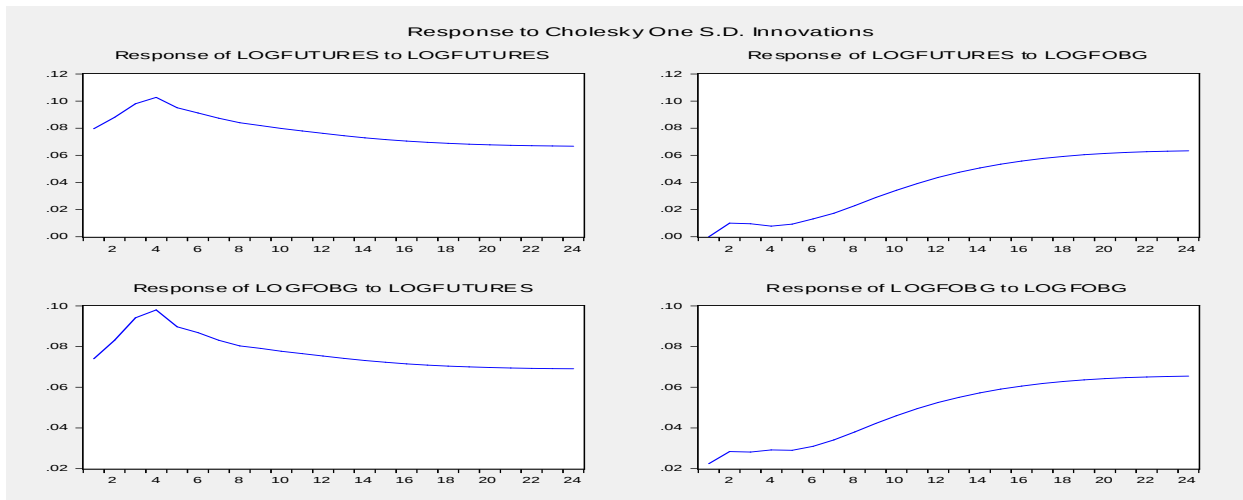 Response to Cholesky One S.D. Innovations
Response of LOGFUTURES to LOGFUTURES
Response of LOGFUTURES to LOGFOBG
.12
.10
.08
.06
.04
.02
.00
2 4 6 8 10 12 14 16 18 20 22 24
.12
.10
.08
.06
.04
.02
.00
2 4 6 8 10 12 14 16 18 20 22 24
Response of LOGFOBG to LOGFUTURES
Response of LOGFOBG to LOGFOBG
.10
.08
.06
.04
.02
2 4 6 8 10 12 14 16 18 20 22 24
.10
.08
.06
.04
.02
2 4 6 8 10 12 14 16 18 20 22 24